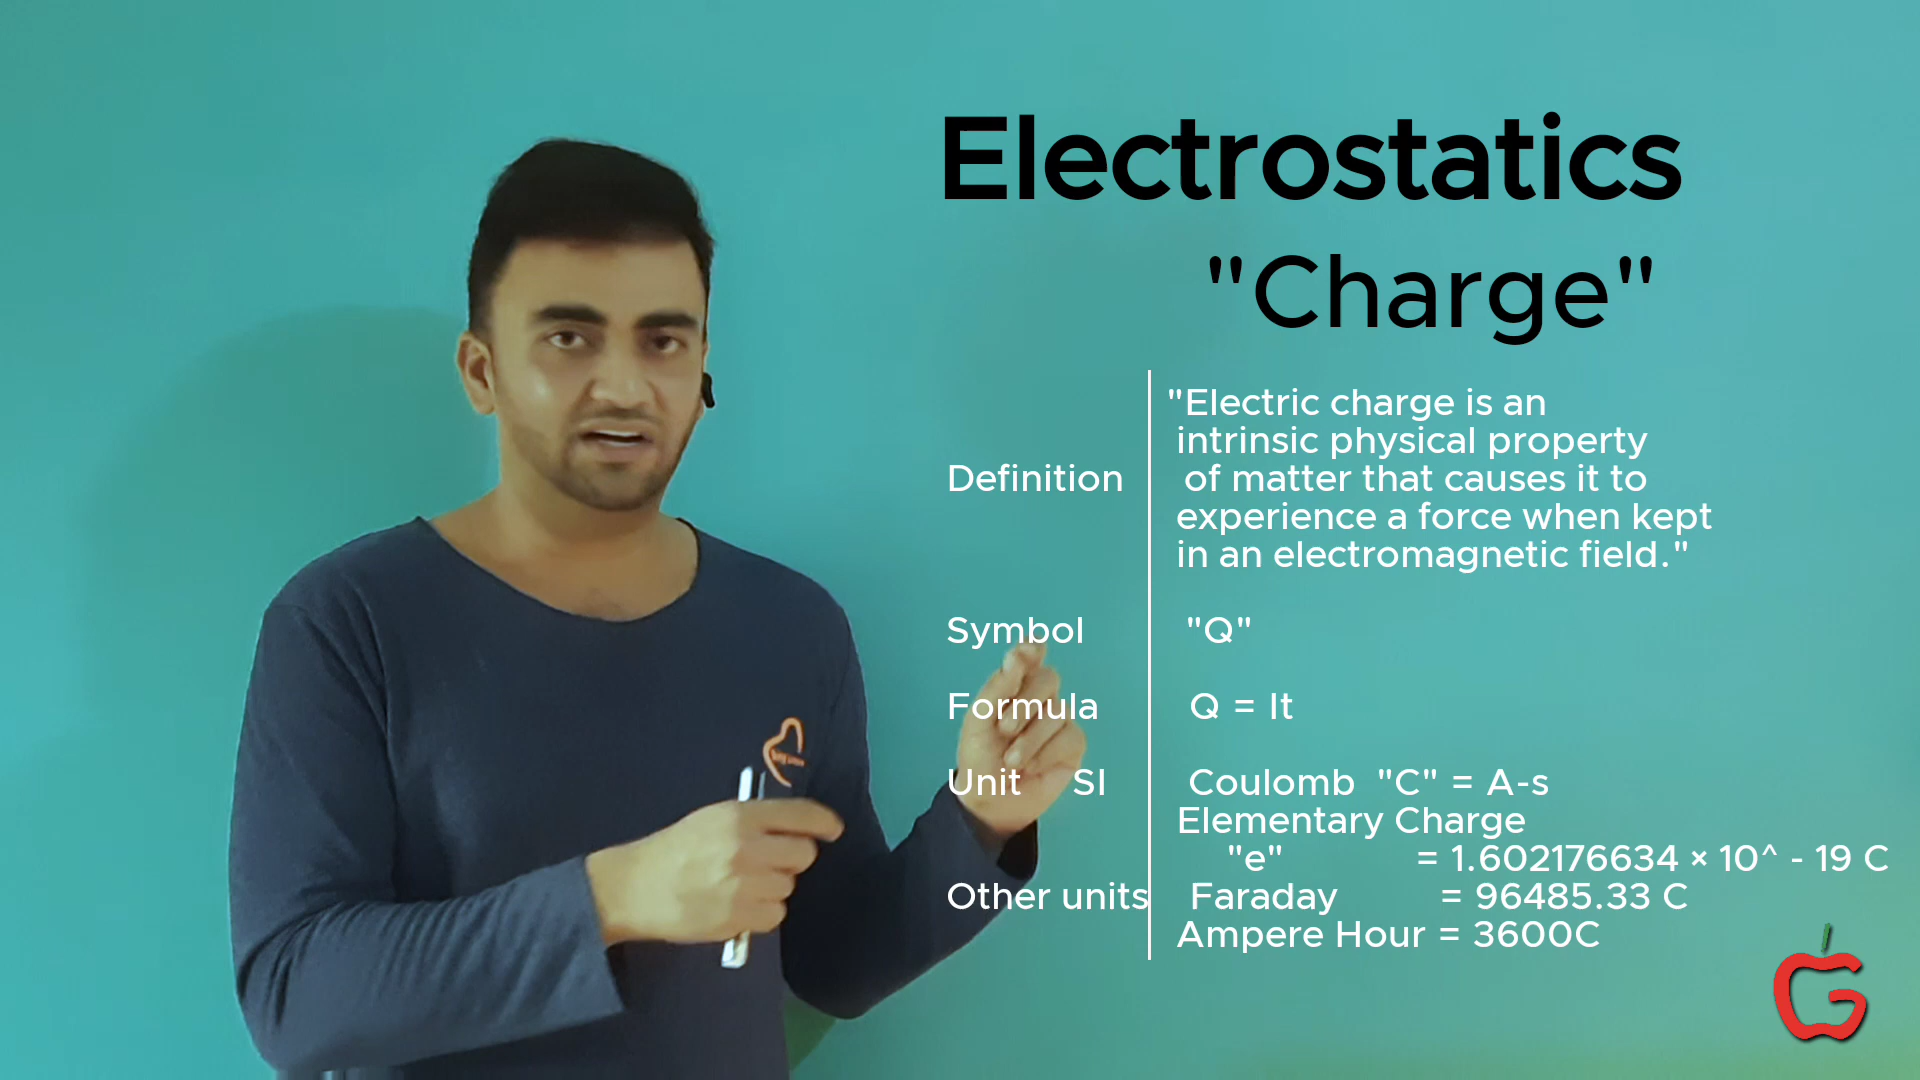 Electrostatics
"Charge"
"Electric charge is an
intrinsic physical property
Definition of matter that causes it to
experience a force when kept
in an electromagnetic field."
Symbol "Q"
Formula Q = It
Unit SI Coulomb "C" = A-s
Elementary Charge
"e" = 1.602176634 × 10^ - 19 C
Other units Faraday = 96485.33 C
Ampere Hour = 3600C